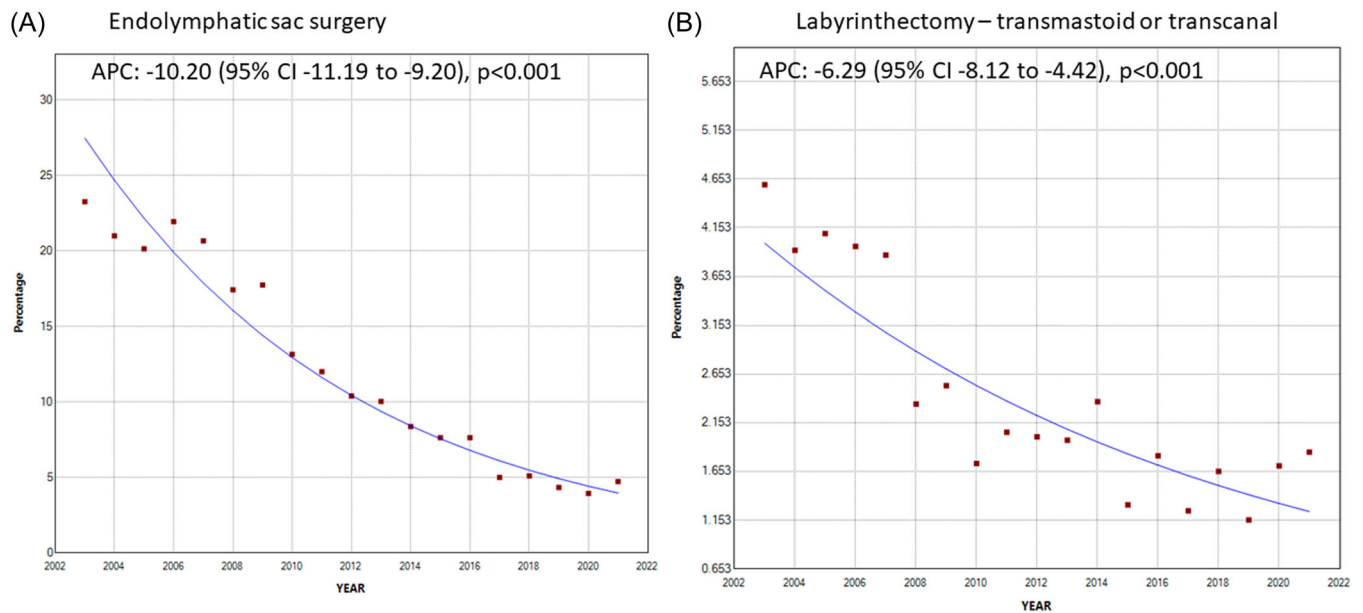 (A) Endolymphatic sac surgery
APC: -10.20 (95% CI -11.19 to -9.20), p<0.001
30
25
20
15
10
5
0
Percentage
2002 2004 2006 2008 2010 2012 2014 2016 2018 2020 2022
YEAR
(B) Labyrinthectomy – transmastoid or transcanal
APC: -6.29 (95% CI -8.12 to -4.42), p<0.001
5.653
5.153
4.653
4.153
3.653
3.153
2.653
2.153
1.653
1.153
0.653
Percentage
2002 2004 2006 2008 2010 2012 2014 2016 2018 2020 2022
YEAR